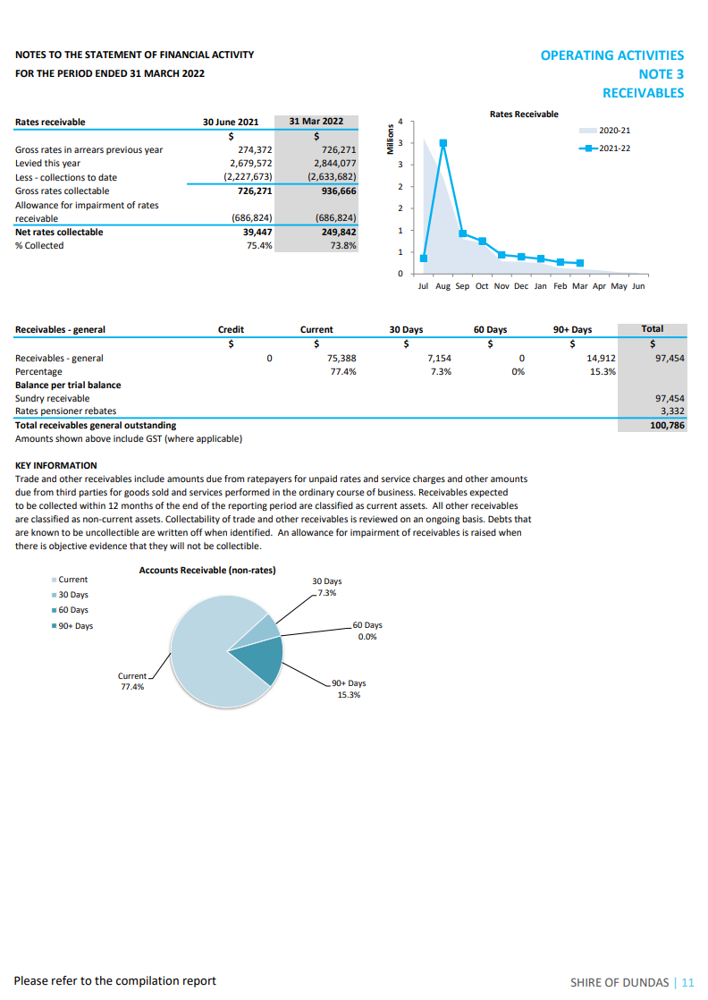 NOTES TO THE STATEMENT OF FINANCIAL ACTIVITY
FOR THE PERIOD ENDED 31 MARCH 2022
OPERATING ACTIVITIES
NOTE 3
RECEIVABLES
Rates receivable 30 June 2021 31 Mar 2022
$ $
Gross rates in arrears previous year 274,372 726,271
Levied this year 2,679,572 2,844,077
Less - collections to date (2,227,673) (2,633,682)
Gross rates collectable 726,271 936,666
Allowance for impairment of rates
receivable (686,824) (686,824)
Net rates collectable 39,447 249,842
% Collected 75.4% 73.8%
Rates Receivable
Millions
4
3
3
2
2
1
1
0
Jul Aug Sep Oct Nov Dec Jan Feb Mar Apr May Jun
2020-21
2021-22
Receivables - general Credit Current 30 Days 60 Days 90+ Days Total
$ $ $ $ $ $
Receivables - general 0 75,388 7,154 0 14,912 97,454
Percentage 77.4% 7.3% 0% 15.3%
Balance per trial balance
Sundry receivable 97,454
Rates pensioner rebates 3,332
Total receivables general outstanding 100,786
Amounts shown above include GST (where applicable)
KEY INFORMATION
Trade and other receivables include amounts due from ratepayers for unpaid rates and service charges and other amounts
due from third parties for goods sold and services performed in the ordinary course of business. Receivables expected
to be collected within 12 months of the end of the reporting period are classified as current assets. All other receivables
are classified as non-current assets. Collectability of trade and other receivables is reviewed on an ongoing basis. Debts that
are known to be uncollectible are written off when identified. An allowance for impairment of receivables is raised when
there is objective evidence that they will not be collectible.
Accounts Receivable (non-rates)
Current
30 Days
60 Days
90+ Days
30 Days
7.3%
60 Days
0.0%
90+ Days
15.3%
Current
77.4%
Please refer to the compilation report
SHIRE OF DUNDAS | 11